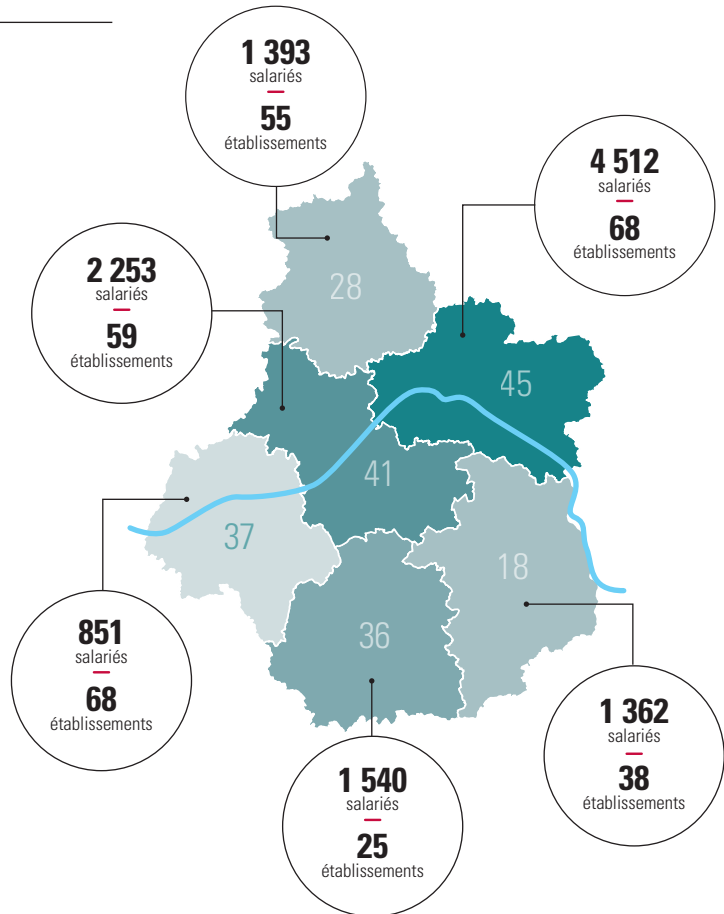 1 393
salariés
55
établissements
4 512
salariés
68
établissements
2 253
salariés
59
établissements
28
45
41
37
18
36
851
salariés
68
établissements
1 362
salariés
38
établissements
1 540
salariés
25
établissements